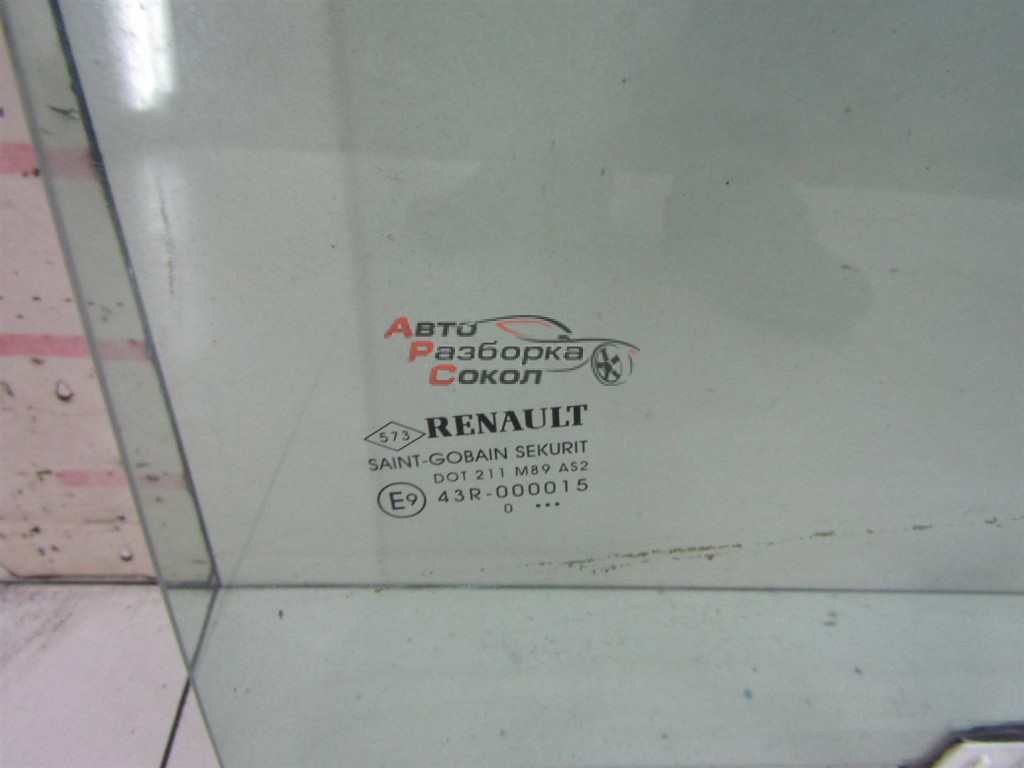 Авто
Разборка
Сокол
573 RENAULT
SAINT-GOBAIN SEKURIT
DOT 211 M89 AS2
E9 43R-000015
0 •••